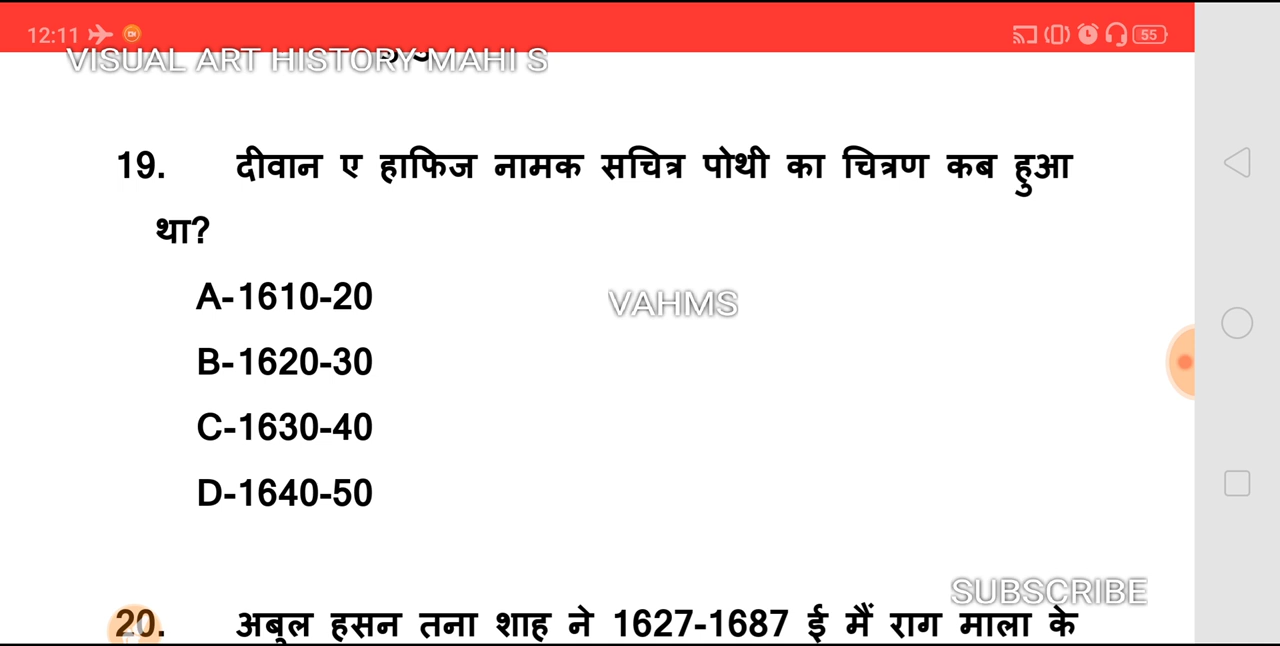 12:11
55
VISUAL ART HISTORY MAHI S
19. दीवान ए हाफिज नामक सचित्र पोथी का चित्रण कब हुआ
था?
A-1610-20
VAHMS
B-1620-30
C-1630-40
D-1640-50
SUBSCRIBE
20. अबुल हसन तना शाह ने 1627-1687 ई मैं राग माला के